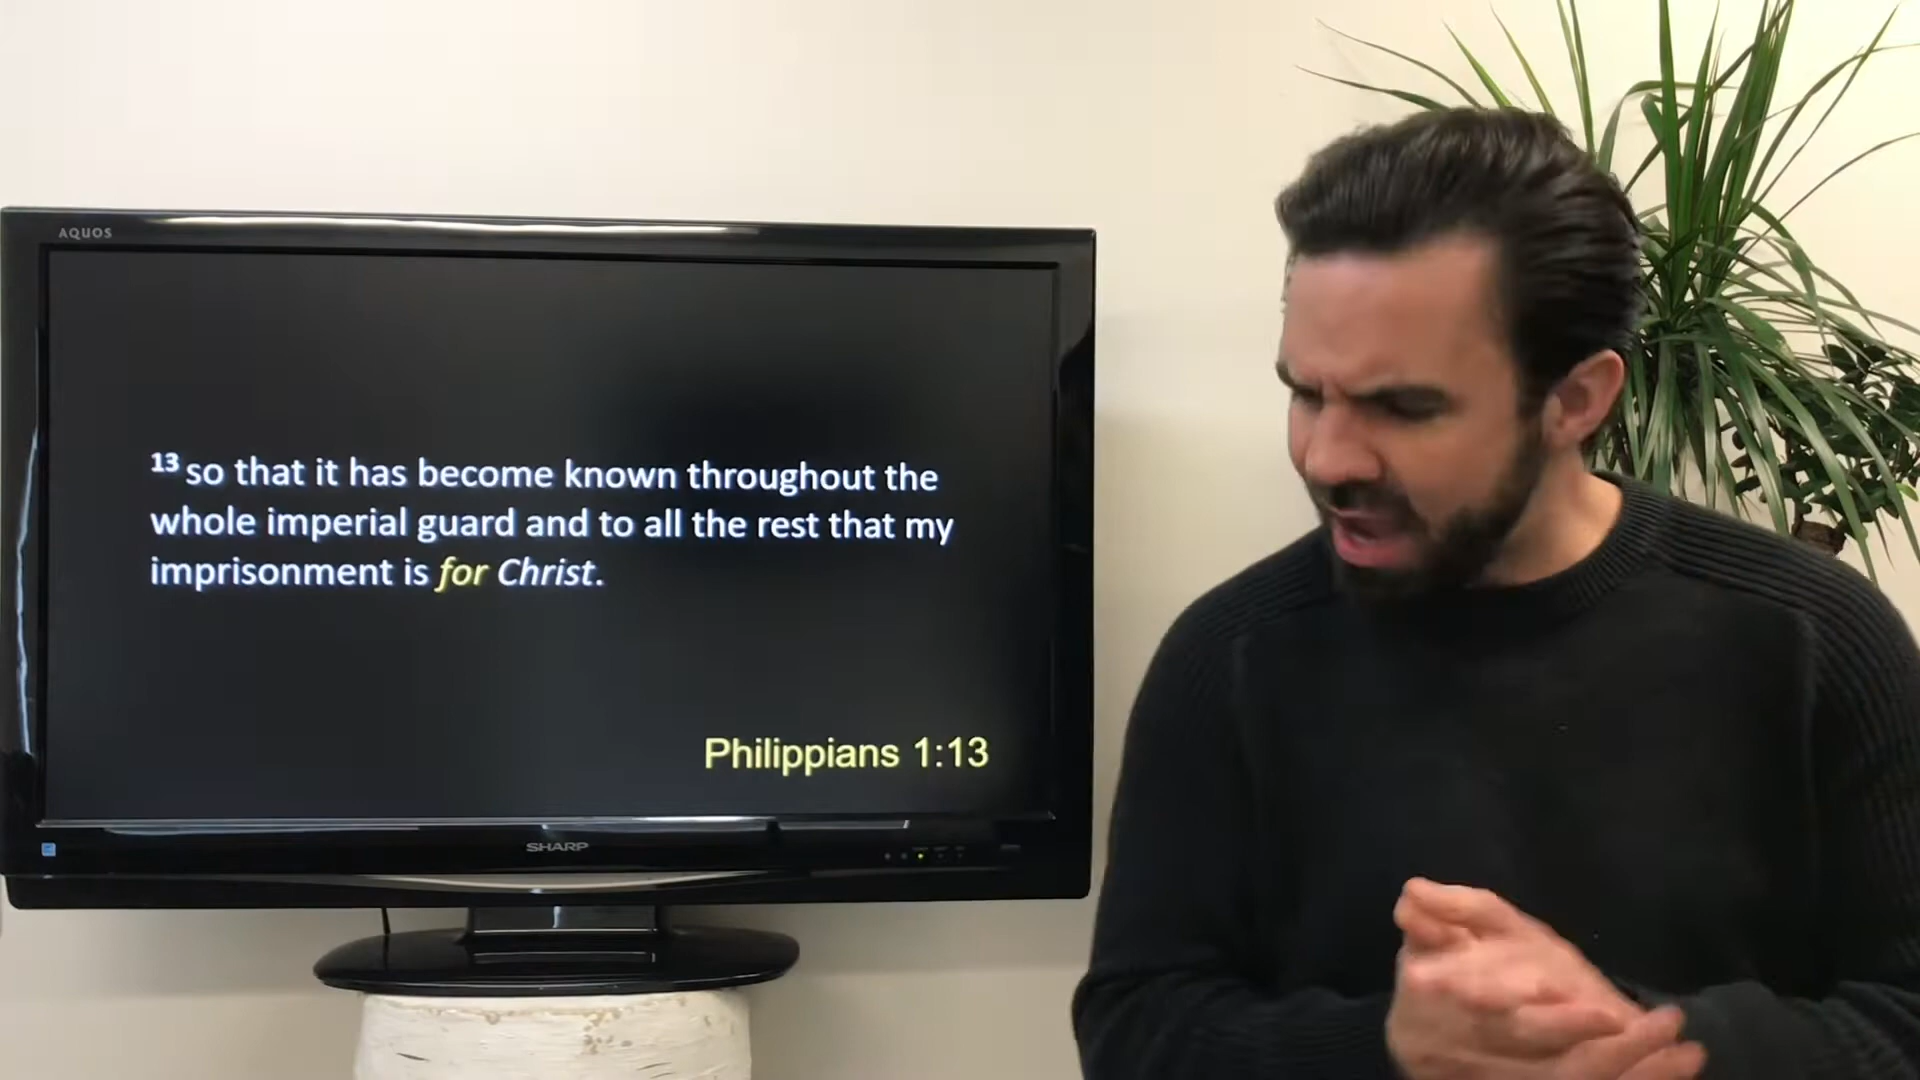 AQUOS
13 so that it has become known throughout the
whole imperial guard and to all the rest that my
imprisonment is for Christ.
Philippians 1:13
SHARP